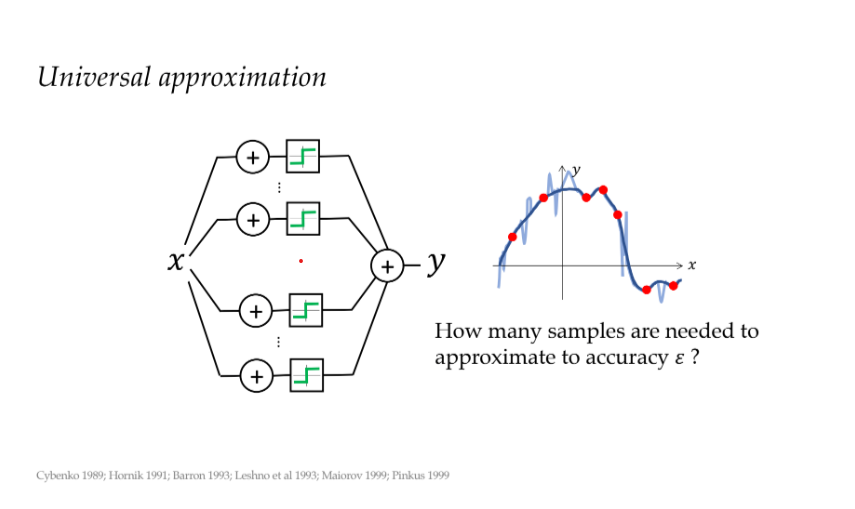 Universal approximation
+
⋮
+
x
+ y
+
⋮
+
y
x
How many samples are needed to
approximate to accuracy ε ?
Cybenko 1989; Hornik 1991; Barron 1993; Leshno et al 1993; Maiorov 1999; Pinkus 1999